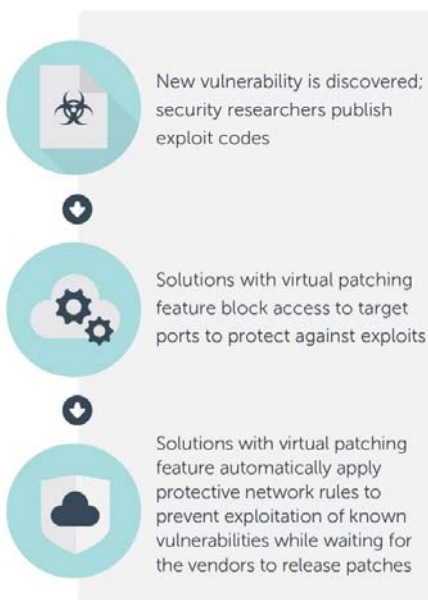 New vulnerability is discovered;
security researchers publish
exploit codes
Solutions with virtual patching
feature block access to target
ports to protect against exploits
Solutions with virtual patching
feature automatically apply
protective network rules to
prevent exploitation of known
vulnerabilities while waiting for
the vendors to release patches